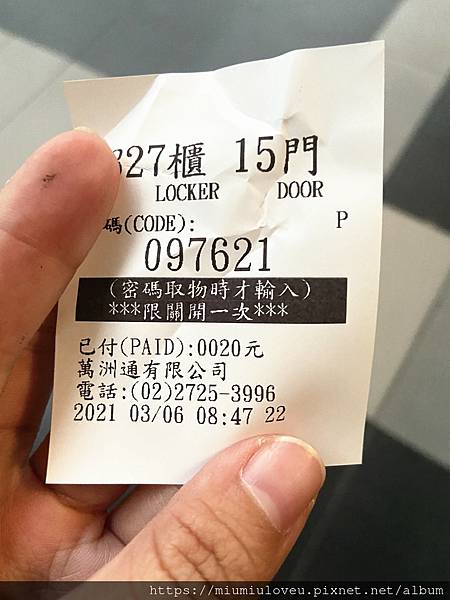 327櫃 15門
LOCKER DOOR
碼(CODE): P
097621
(密碼取物時才輸入)
***限關開一次***
已付(PAID):0020元
萬洲通有限公司
電話:(02)2725-3996
2021 03/06 08:47 22
https://miumiuloveu.pixnet.net/album